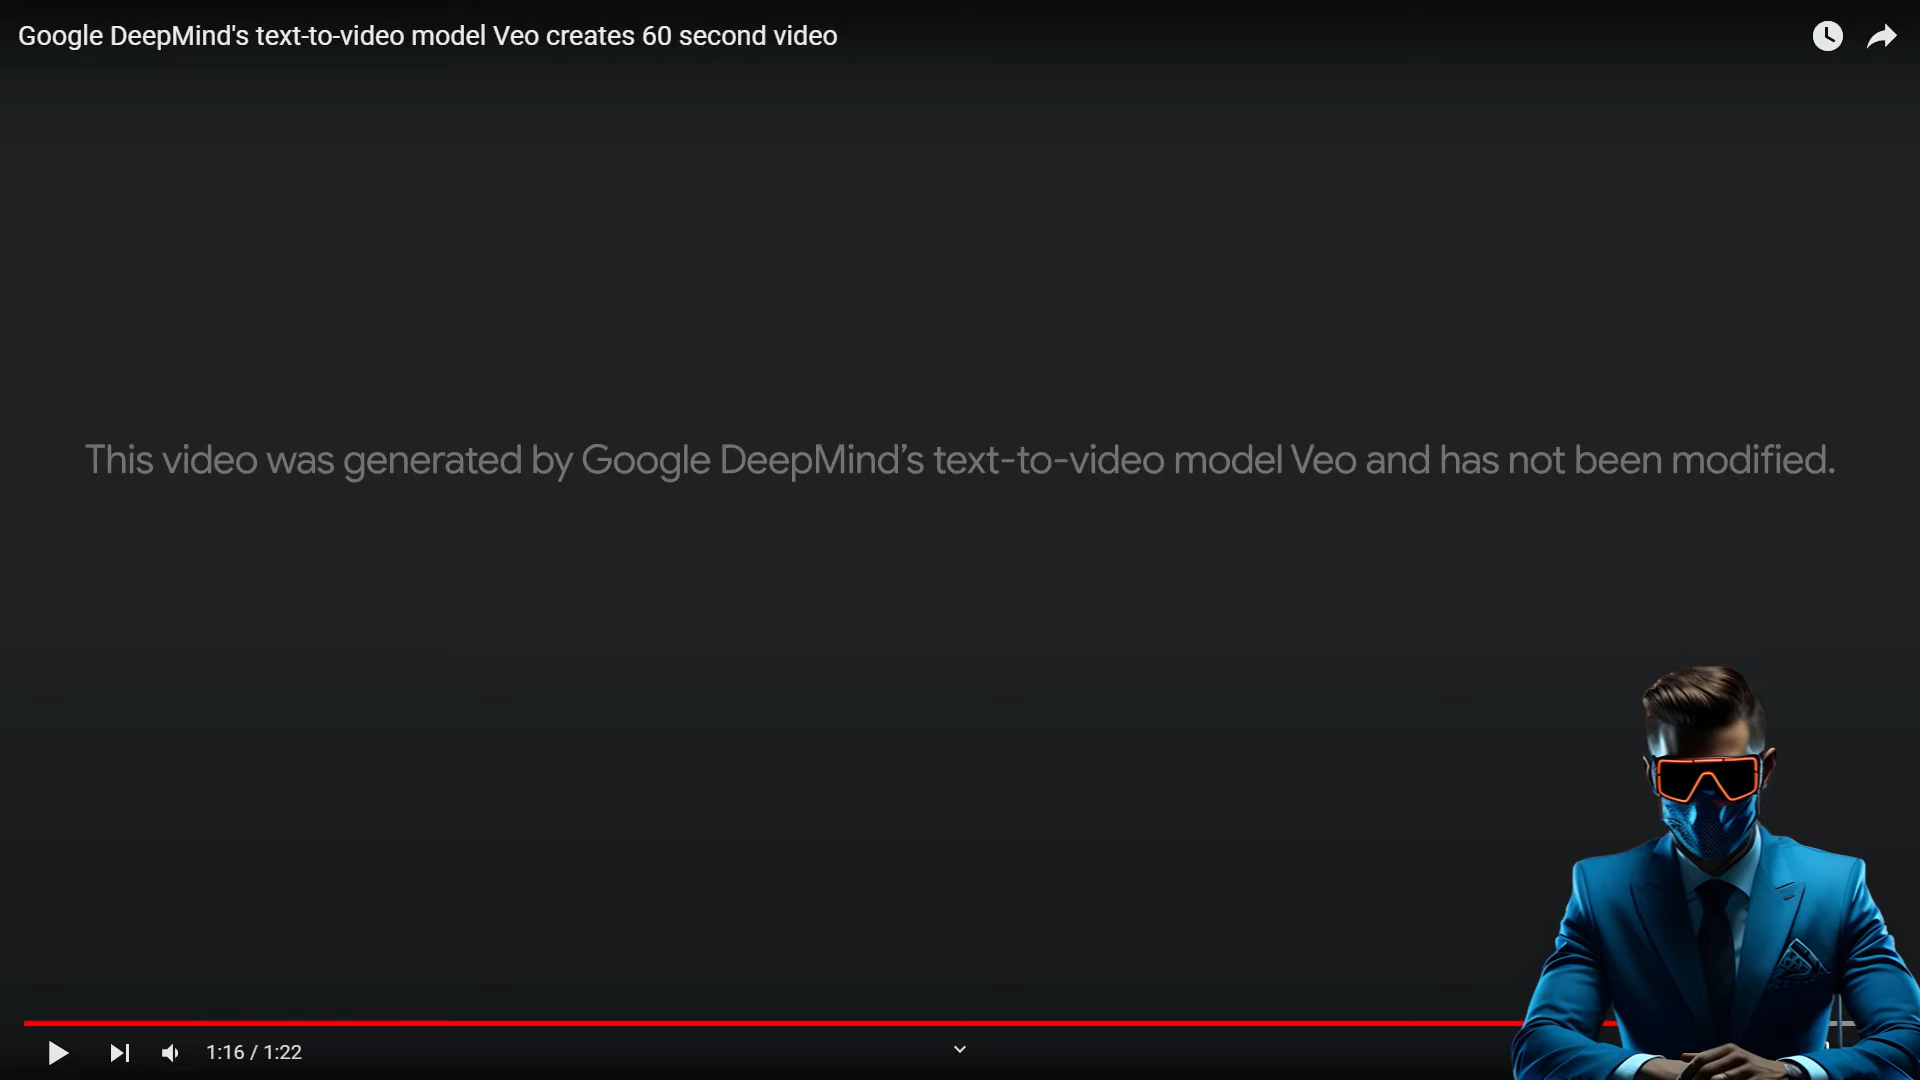 Google DeepMind's text-to-video model Veo creates 60 second video
This video was generated by Google DeepMind’s text-to-video model Veo and has not been modified.
1:16 / 1:22